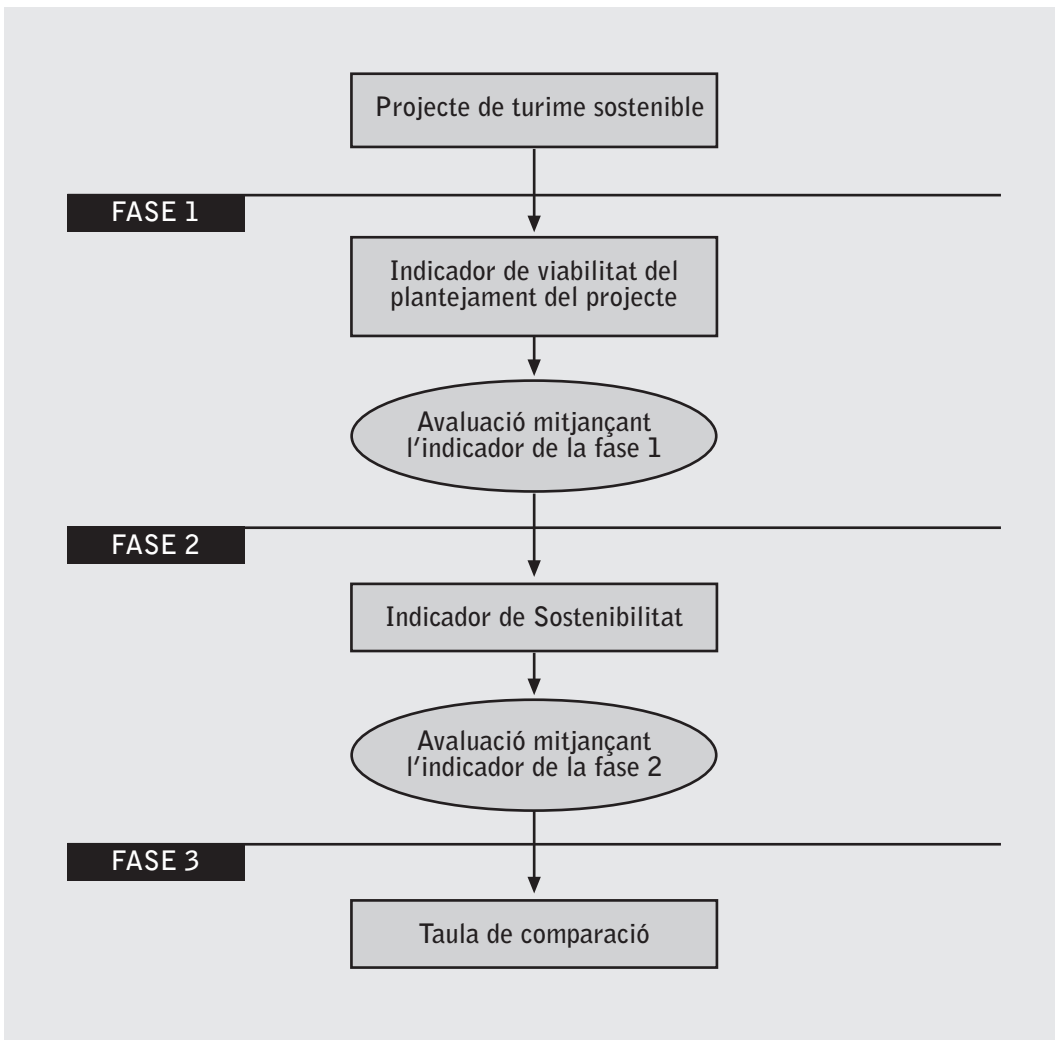 Projecte de turime sostenible
FASE 1
Indicador de viabilitat del
plantejament del projecte
Avaluació mitjançant
l'indicador de la fase 1
FASE 2
Indicador de Sostenibilitat
Avaluació mitjançant
l'indicador de la fase 2
FASE 3
Taula de comparació